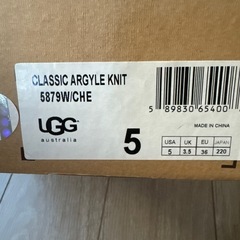 CLASSIC ARGYLE KNIT
5879W/CHE
5 89830 65400
MADE IN CHINA
UGG
australia
5
USA UK EU JAPAN
5 3.5 36 220